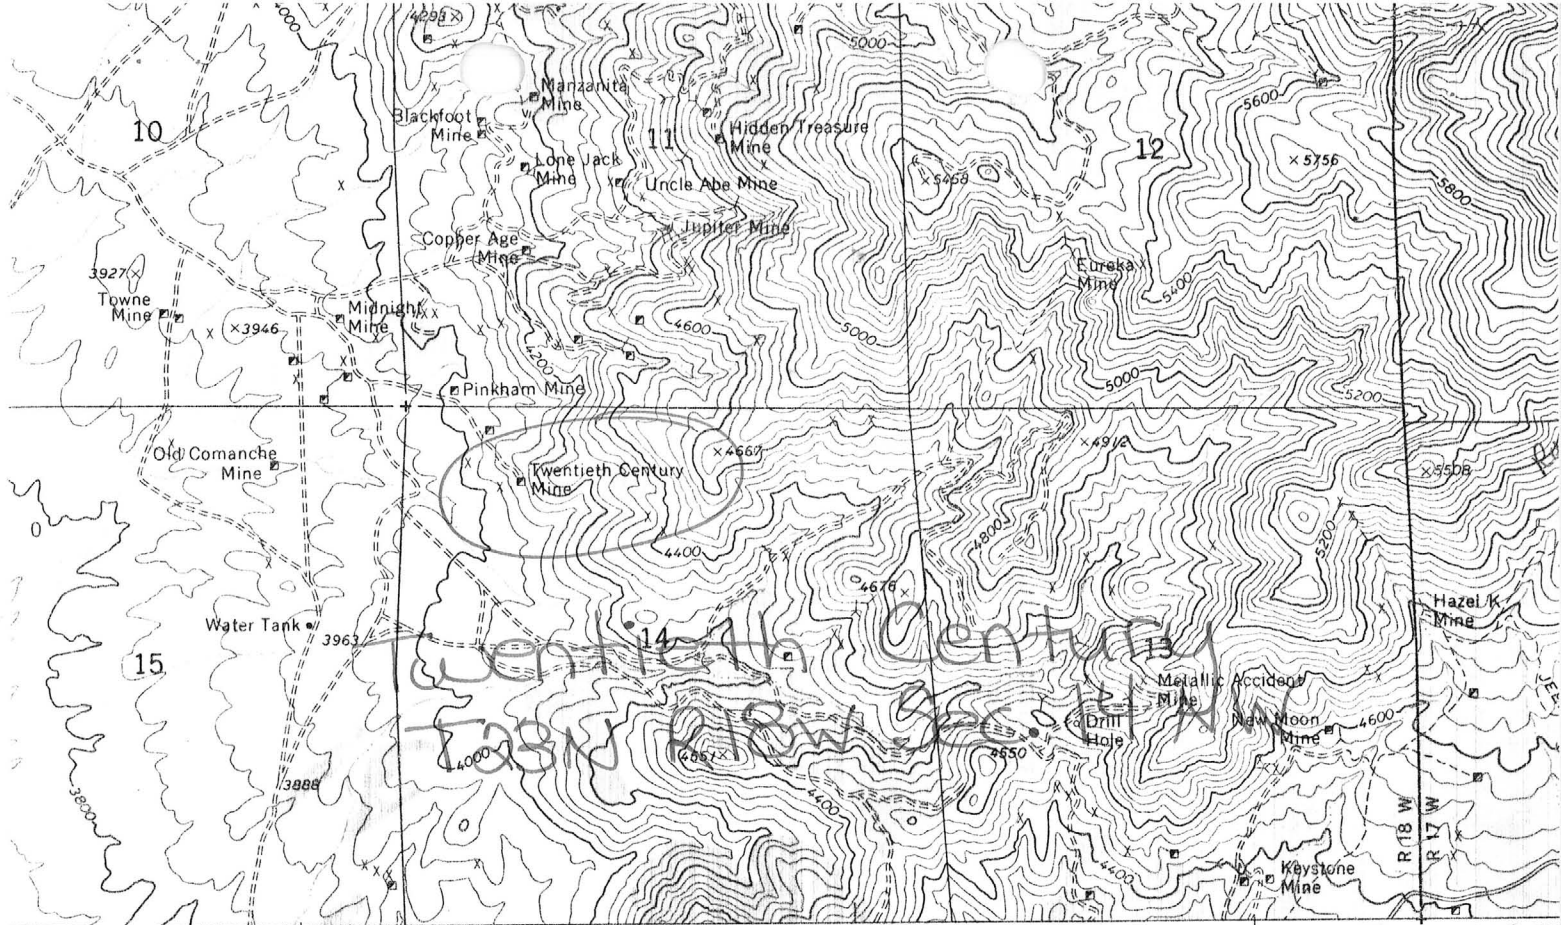 4293
4000
5000
Manzanita
Mine
Blackfoot
Mine
10
11
Hidden Treasure
Mine
12
5600
5756
Lone Jack
Mine
Uncle Abe Mine
5458
5800
Jupiter Mine
Copper Age
Mine
3927
Towne
Mine
Midnight
Mine
3946
Eureka
Mine
5400
4600
5000
4200
5000
5200
Pinkham Mine
Old Comanche
Mine
4667
Twentieth Century
Mine
4912
5508
4800
5200
4400
4676
Hazel K
Mine
Water Tank
3963
14
13
15
Twentieth Century
T23N R18W Sec 14 NW
Metallic Accident
Mine
New Moon
Mine
4600
Drill
Hole
4550
4000
3888
3800
4400
4400
R 18 W
R 17 W
Keystone
Mine